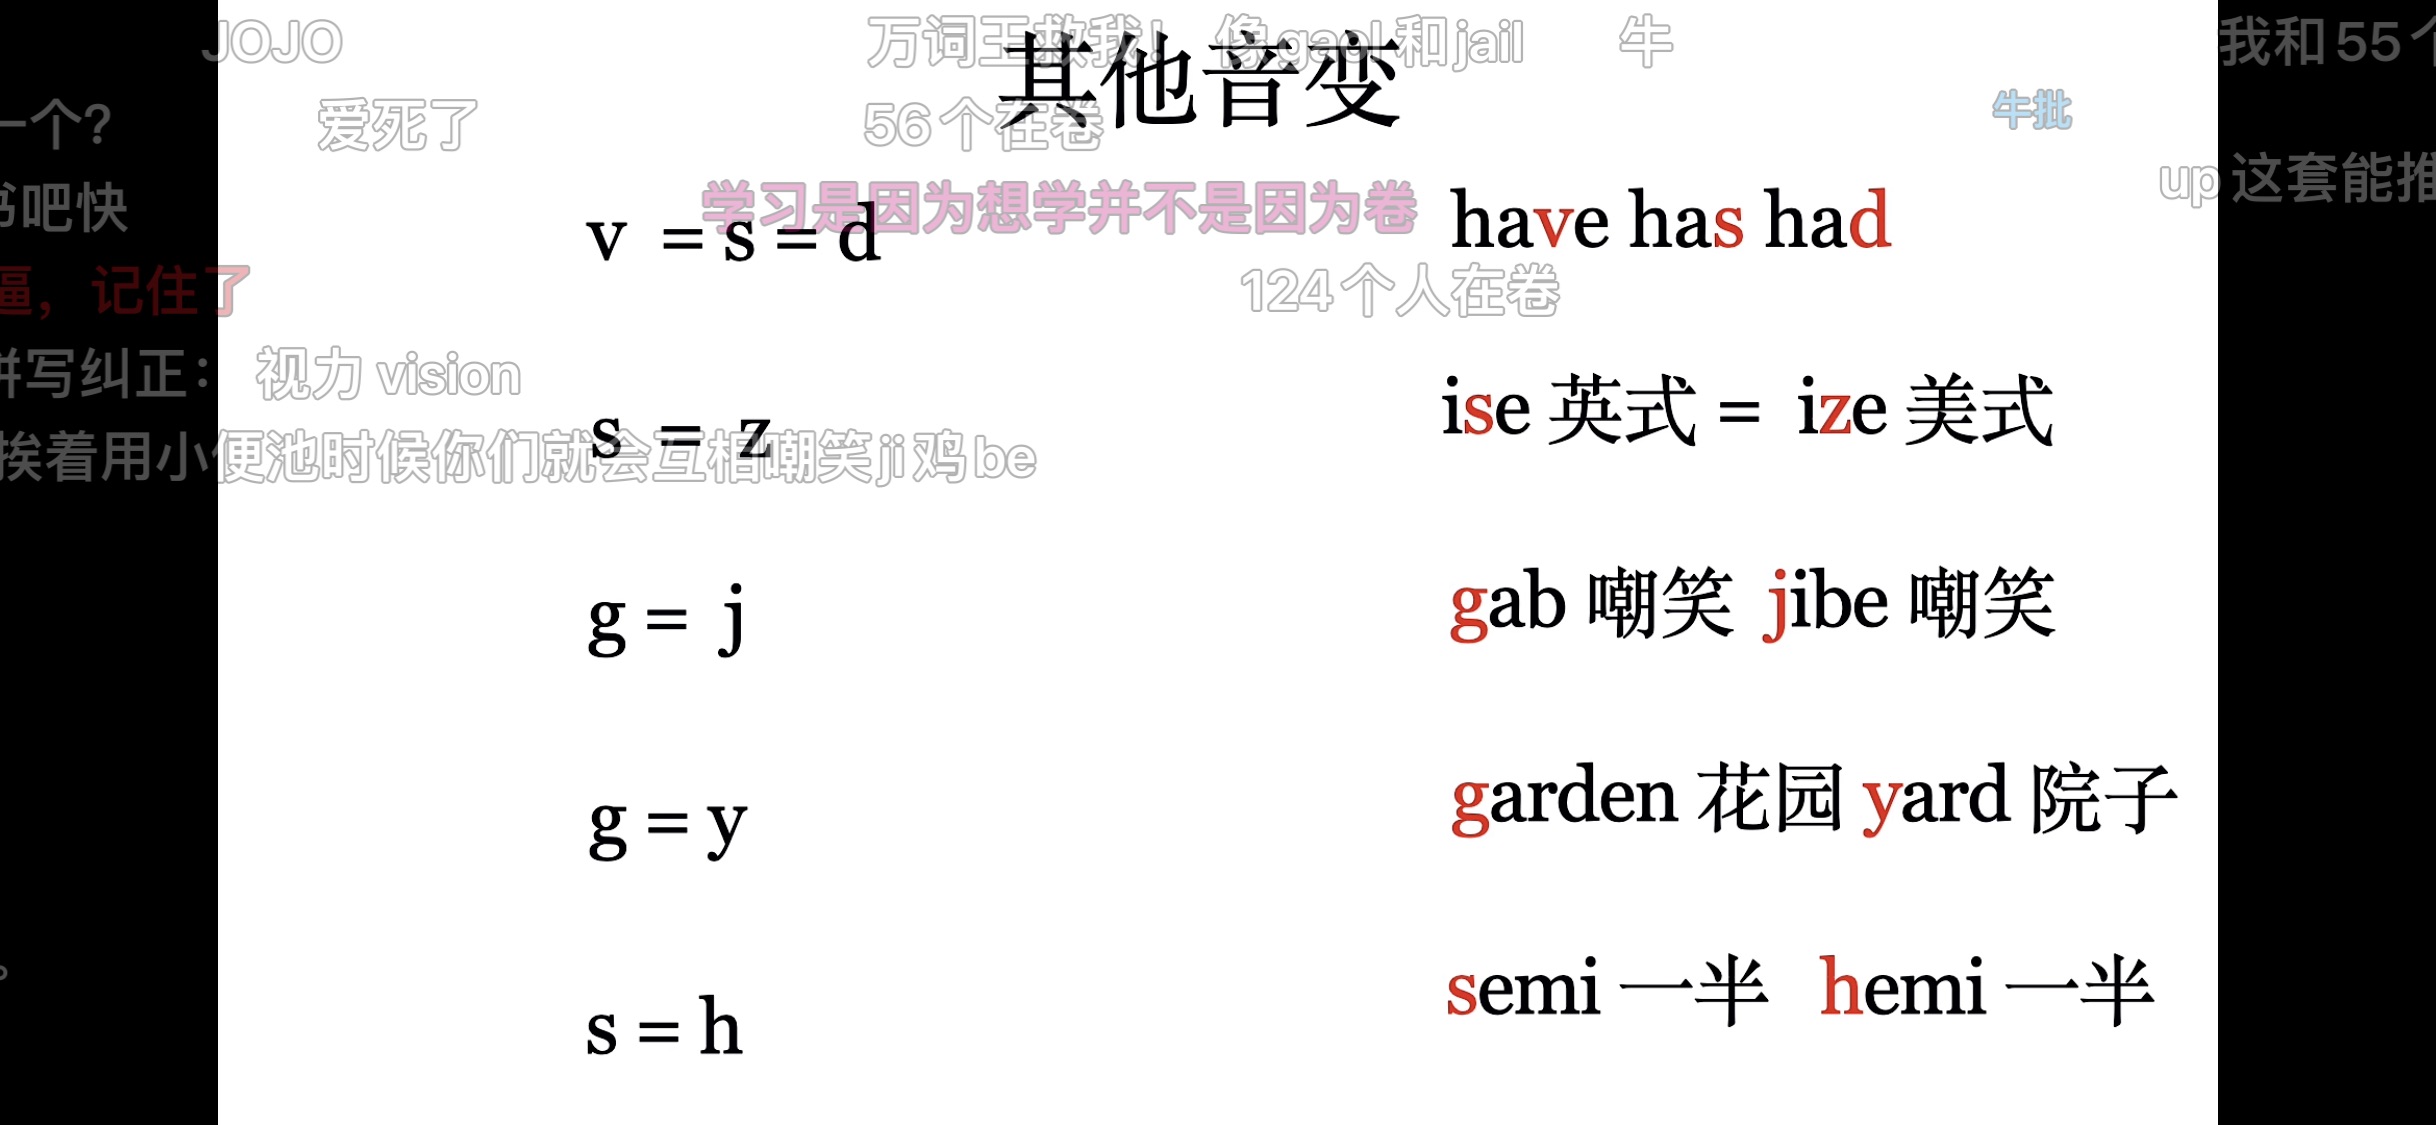 JOJO
万词王救我！
像gaol 和jail
牛
我和55个
其他音变
一个？
爱死了
56个在卷
牛批
书吧快
学习是因为想学并不是因为卷
up这套能推
v = s = d
have has had
逼，记住了
124个人在卷
拼写纠正：
视力 vision
s = z
ise 英式 = ize 美式
挨着用小便池时候你们就会互相嘲笑ji鸡be
g = j
gab 嘲笑 jibe 嘲笑
g = y
garden 花园 yard 院子
。
s = h
semi 一半 hemi 一半